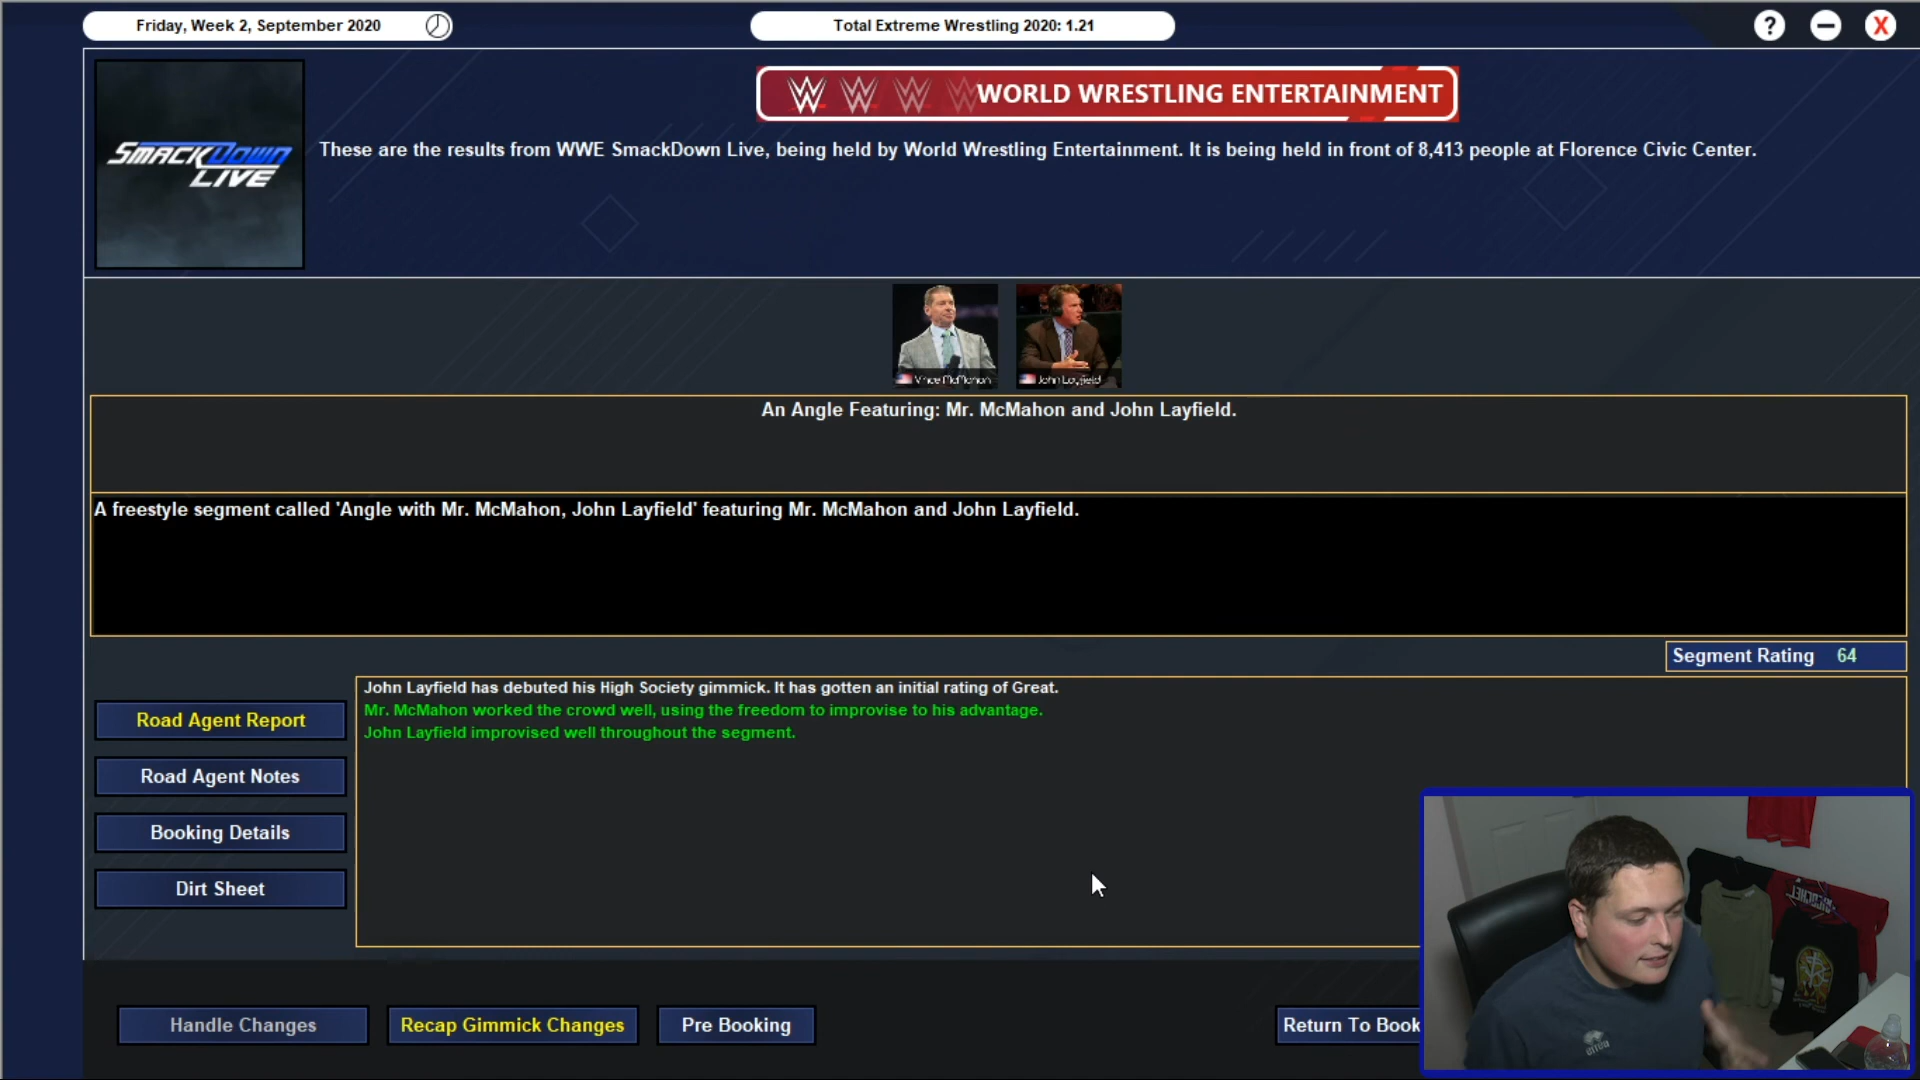 Friday, Week 2, September 2020
Total Extreme Wrestling 2020: 1.21
?
X
SMACKDOWN
LIVE
WORLD WRESTLING ENTERTAINMENT
These are the results from WWE SmackDown Live, being held by World Wrestling Entertainment. It is being held in front of 8,413 people at Florence Civic Center.
Vince McMahon
John Layfield
An Angle Featuring: Mr. McMahon and John Layfield.
A freestyle segment called 'Angle with Mr. McMahon, John Layfield' featuring Mr. McMahon and John Layfield.
Segment Rating 64
John Layfield has debuted his High Society gimmick. It has gotten an initial rating of Great.
Mr. McMahon worked the crowd well, using the freedom to improvise to his advantage.
John Layfield improvised well throughout the segment.
Road Agent Report
Road Agent Notes
Booking Details
Dirt Sheet
Handle Changes
Recap Gimmick Changes
Pre Booking
Return To Book